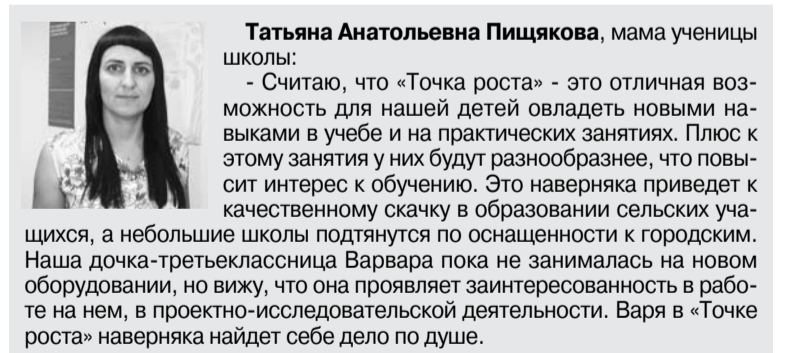 Татьяна Анатольевна Пищякова, мама ученицы
школы:
- Считаю, что «Точка роста» - это отличная воз-
можность для нашей детей овладеть новыми на-
выками в учебе и на практических занятиях. Плюс к
этому занятия у них будут разнообразнее, что повы-
сит интерес к обучению. Это наверняка приведет к
качественному скачку в образовании сельских уча-
щихся, а небольшие школы подтянутся по оснащенности к городским.
Наша дочка-третьеклассница Варвара пока не занималась на новом
оборудовании, но вижу, что она проявляет заинтересованность в рабо-
те на нем, в проектно-исследовательской деятельности. Варя в «Точке
роста» наверняка найдет себе дело по душе.